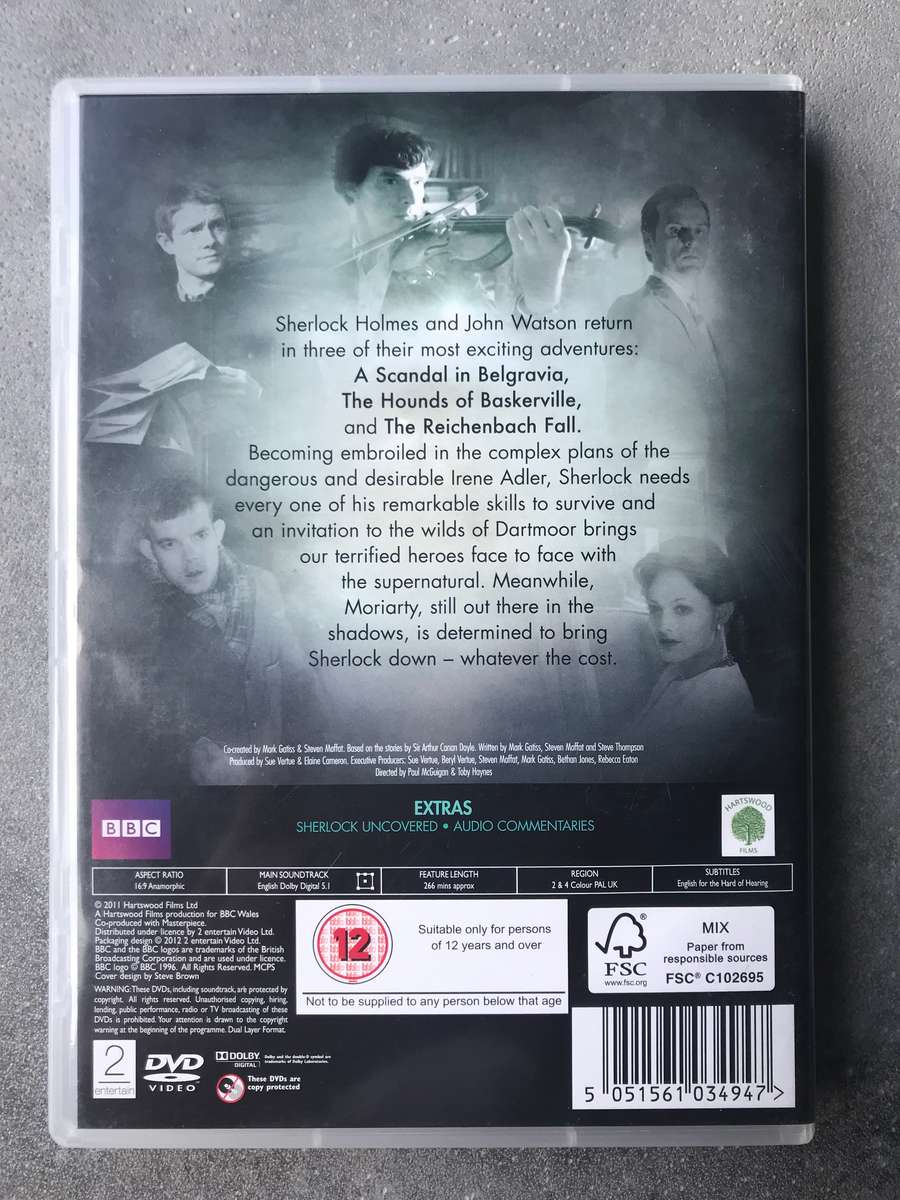 Sherlock Holmes and John Watson return
in three of their most exciting adventures:
A Scandal in Belgravia,
The Hounds of Baskerville,
and The Reichenbach Fall.
Becoming embroiled in the complex plans of the
dangerous and desirable Irene Adler, Sherlock needs
every one of his remarkable skills to survive and
an invitation to the wilds of Dartmoor brings
our terrified heroes face to face with
the supernatural. Meanwhile,
Moriarty, still out there in the
shadows, is determined to bring
Sherlock down – whatever the cost.
Co-created by Mark Gatiss & Steven Moffat. Based on the stories by Sir Arthur Conan Doyle. Written by Mark Gatiss, Steven Moffat and Steve Thompson
Produced by Sue Vertue & Elaine Cameron. Executive Producers: Sue Vertue, Beryl Vertue, Steven Moffat, Mark Gatiss, Bethan Jones, Rebecca Eaton
Directed by Paul McGuigan & Toby Haynes
BBC
EXTRAS
SHERLOCK UNCOVERED • AUDIO COMMENTARIES
HARTSWOOD
FILMS
ASPECT RATIO
16:9 Anamorphic
MAIN SOUNDTRACK
English Dolby Digital 5.1
FEATURE LENGTH
266 mins approx
REGION
2 & 4 Colour PAL UK
SUBTITLES
English for the Hard of Hearing
© 2011 Hartswood Films Ltd
A Hartswood Films production for BBC Wales
Co-produced with Masterpiece.
Distributed under licence by 2 entertain Video Ltd.
Packaging design © 2012 2 entertain Video Ltd.
BBC and the BBC logos are trademarks of the British
Broadcasting Corporation and are used under licence.
BBC logo © BBC 1996. All Rights Reserved. MCPS
Cover design by Steve Brown
WARNING: These DVDs, including soundtrack, are protected by
copyright. All rights reserved. Unauthorised copying, hiring,
lending, public performance, radio or TV broadcasting of these
DVDs is prohibited. Your attention is drawn to the copyright
warning at the beginning of the programme. Dual Layer Format.
12
Suitable only for persons
of 12 years and over
Not to be supplied to any person below that age
FSC
www.fsc.org
MIX
Paper from
responsible sources
FSC® C102695
2
entertain
DVD
VIDEO
DOLBY
DIGITAL
Dolby and the double-D symbol are
trademarks of Dolby Laboratories.
These DVDs are
copy protected
5 051561 034947 >